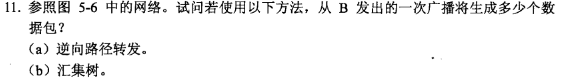 11. 参照图 5-6 中的网络。试问若使用以下方法，从 B 发出的一次广播将生成多少个数
据包？
（a）逆向路径转发。
（b）汇集树。